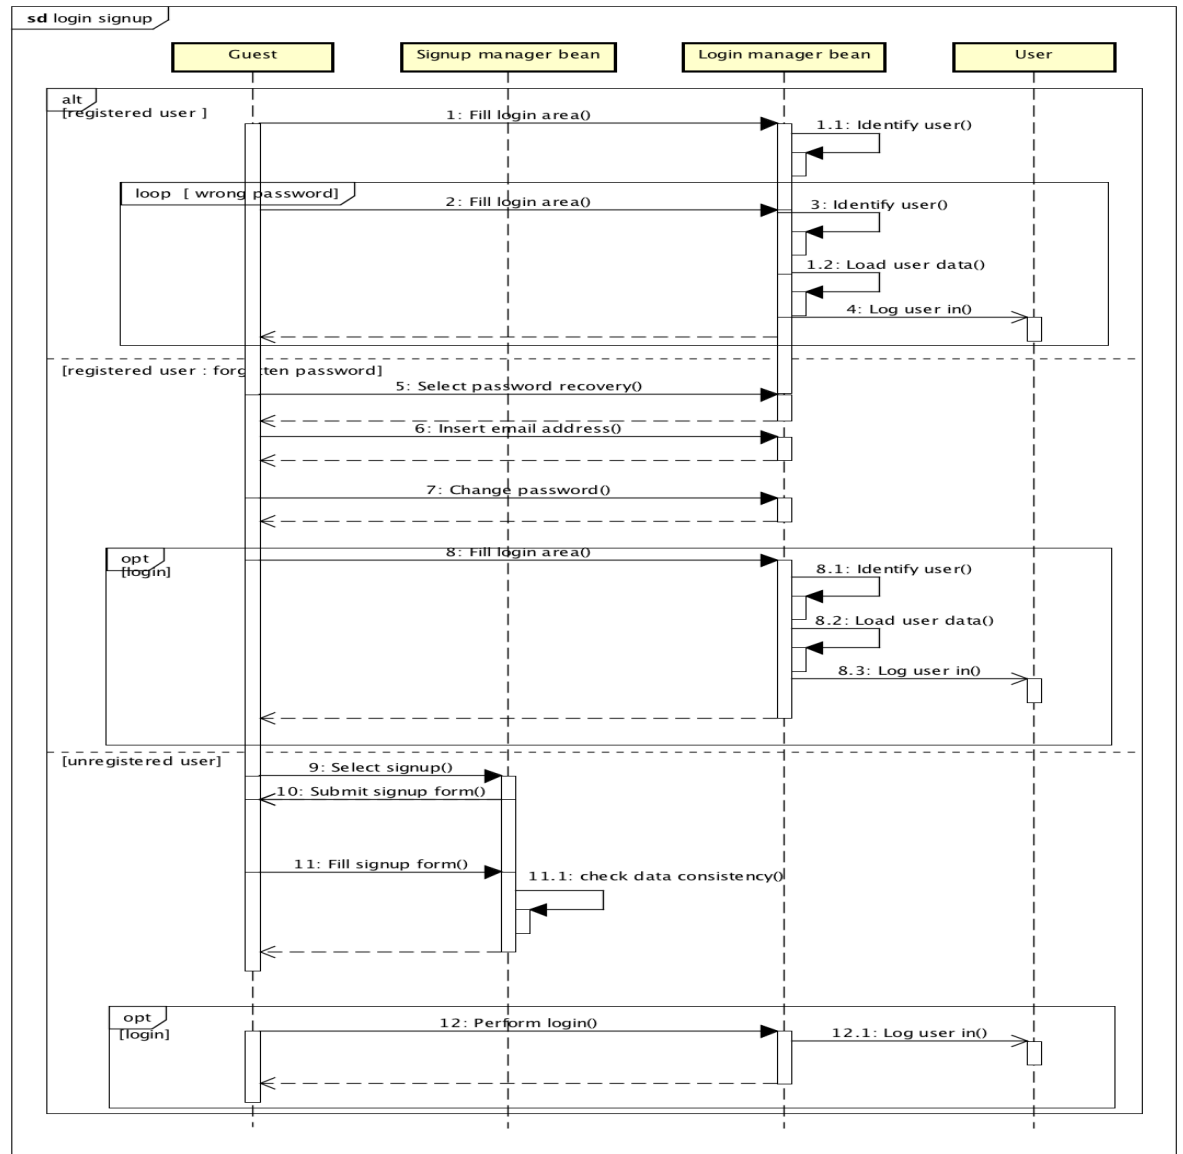 sd login signup
Guest
Signup manager bean
Login manager bean
User
alt
[registered user ]
1: Fill login area()
1.1: Identify user()
loop [ wrong password]
2: Fill login area()
3: Identify user()
1.2: Load user data()
4: Log user in()
[registered user : forgotten password]
5: Select password recovery()
6: Insert email address()
7: Change password()
opt
[login]
8: Fill login area()
8.1: Identify user()
8.2: Load user data()
8.3: Log user in()
[unregistered user]
9: Select signup()
10: Submit signup form()
11: Fill signup form()
11.1: check data consistency()
opt
[login]
12: Perform login()
12.1: Log user in()